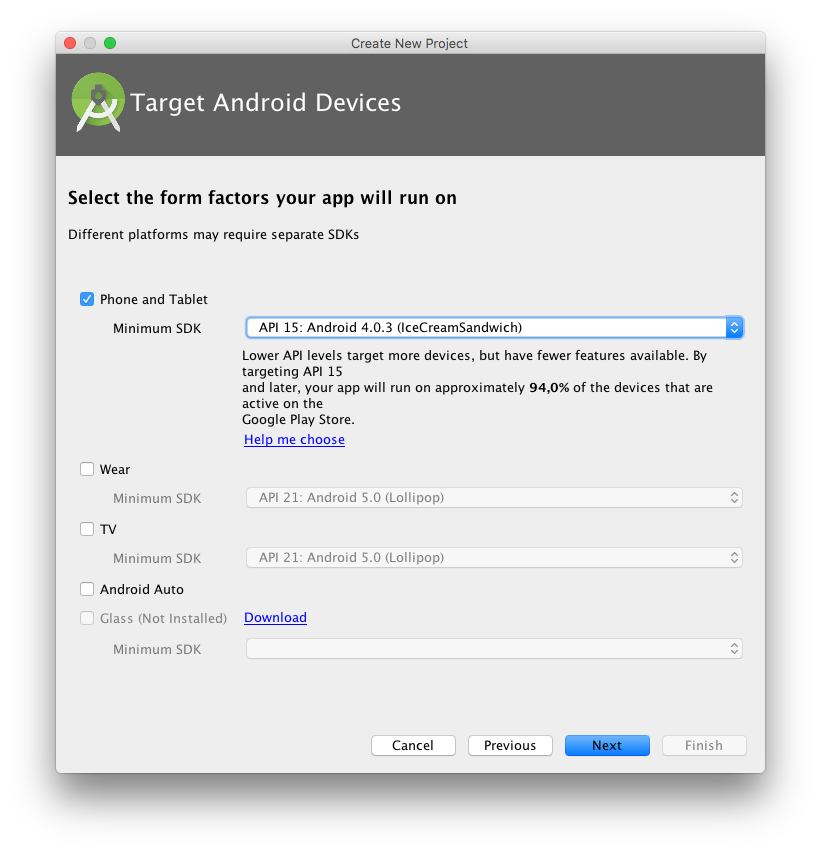 Create New Project
Target Android Devices
Select the form factors your app will run on
Different platforms may require separate SDKs
Phone and Tablet
Minimum SDK API 15: Android 4.0.3 (IceCreamSandwich)
Lower API levels target more devices, but have fewer features available. By
targeting API 15
and later, your app will run on approximately 94,0% of the devices that are
active on the
Google Play Store.
Help me choose
Wear
Minimum SDK API 21: Android 5.0 (Lollipop)
TV
Minimum SDK API 21: Android 5.0 (Lollipop)
Android Auto
Glass (Not Installed) Download
Minimum SDK
Cancel Previous Next Finish